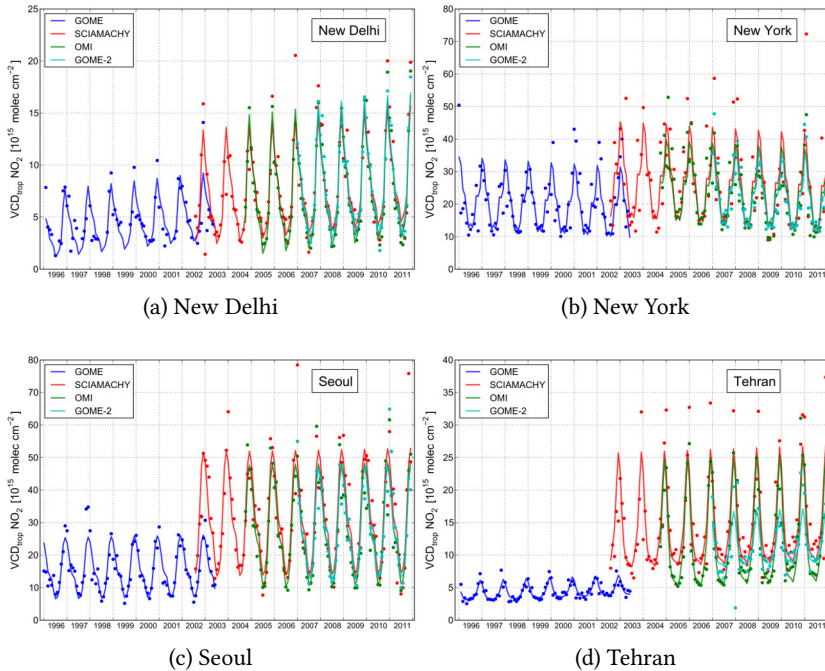 GOME
SCIAMACHY
OMI
GOME-2
New Delhi
VCD_trop NO_2 [10^15 molec cm^-2]
25
20
15
10
5
0
1996 1997 1998 1999 2000 2001 2002 2003 2004 2005 2006 2007 2008 2009 2010 2011
(a) New Delhi
GOME
SCIAMACHY
OMI
GOME-2
New York
VCD_trop NO_2 [10^15 molec cm^-2]
80
70
60
50
40
30
20
10
0
1996 1997 1998 1999 2000 2001 2002 2003 2004 2005 2006 2007 2008 2009 2010 2011
(b) New York
GOME
SCIAMACHY
OMI
GOME-2
Seoul
VCD_trop NO_2 [10^15 molec cm^-2]
80
70
60
50
40
30
20
10
0
1996 1997 1998 1999 2000 2001 2002 2003 2004 2005 2006 2007 2008 2009 2010 2011
(c) Seoul
GOME
SCIAMACHY
OMI
GOME-2
Tehran
VCD_trop NO_2 [10^15 molec cm^-2]
40
35
30
25
20
15
10
5
0
1996 1997 1998 1999 2000 2001 2002 2003 2004 2005 2006 2007 2008 2009 2010 2011
(d) Tehran